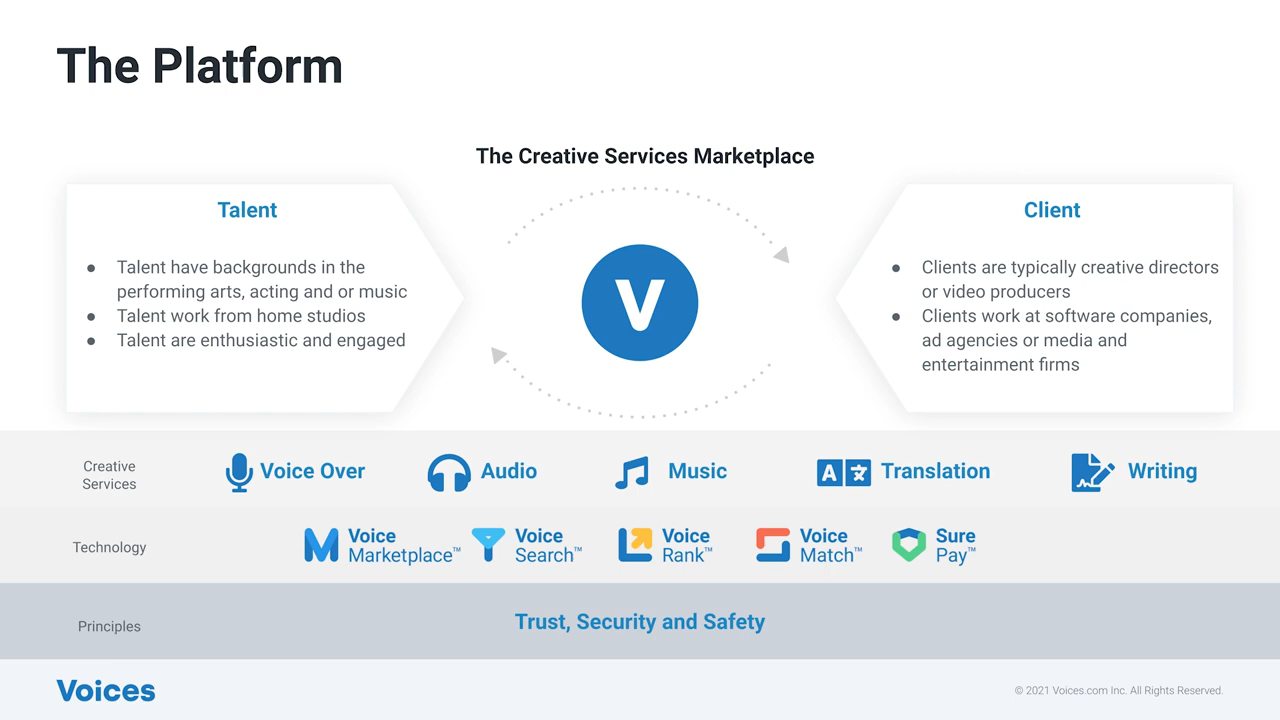 The Platform
The Creative Services Marketplace
Talent
● Talent have backgrounds in the
performing arts, acting and or music
● Talent work from home studios
● Talent are enthusiastic and engaged
V
Client
● Clients are typically creative directors
or video producers
● Clients work at software companies,
ad agencies or media and
entertainment firms
Creative
Services
Voice Over
Audio
Music
A 文 Translation
Writing
Technology
Voice
Marketplace™
Voice
Search™
Voice
Rank™
Voice
Match™
Sure
Pay™
Principles
Trust, Security and Safety
Voices
© 2021 Voices.com Inc. All Rights Reserved.